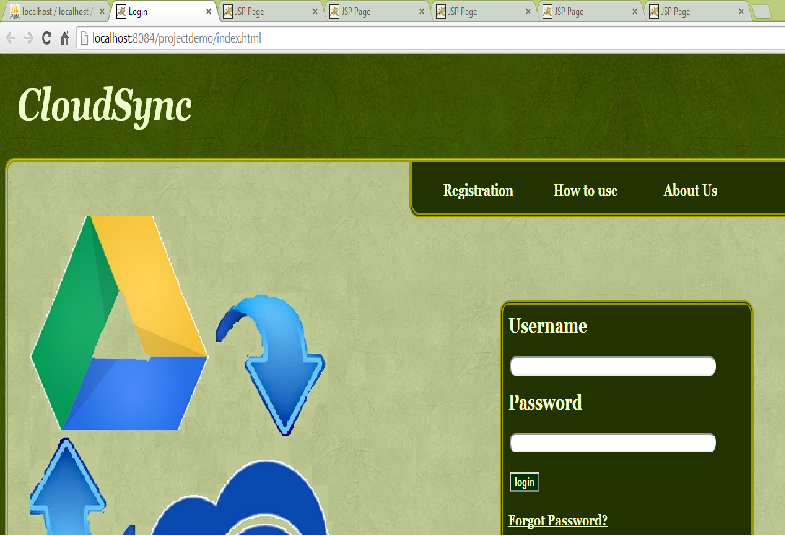 localhost / localhost /
Login
JSP Page
JSP Page
JSP Page
JSP Page
JSP Page
localhost:8084/projectdemo/index.html
CloudSync
Registration How to use About Us
Username
Password
login
Forgot Password?